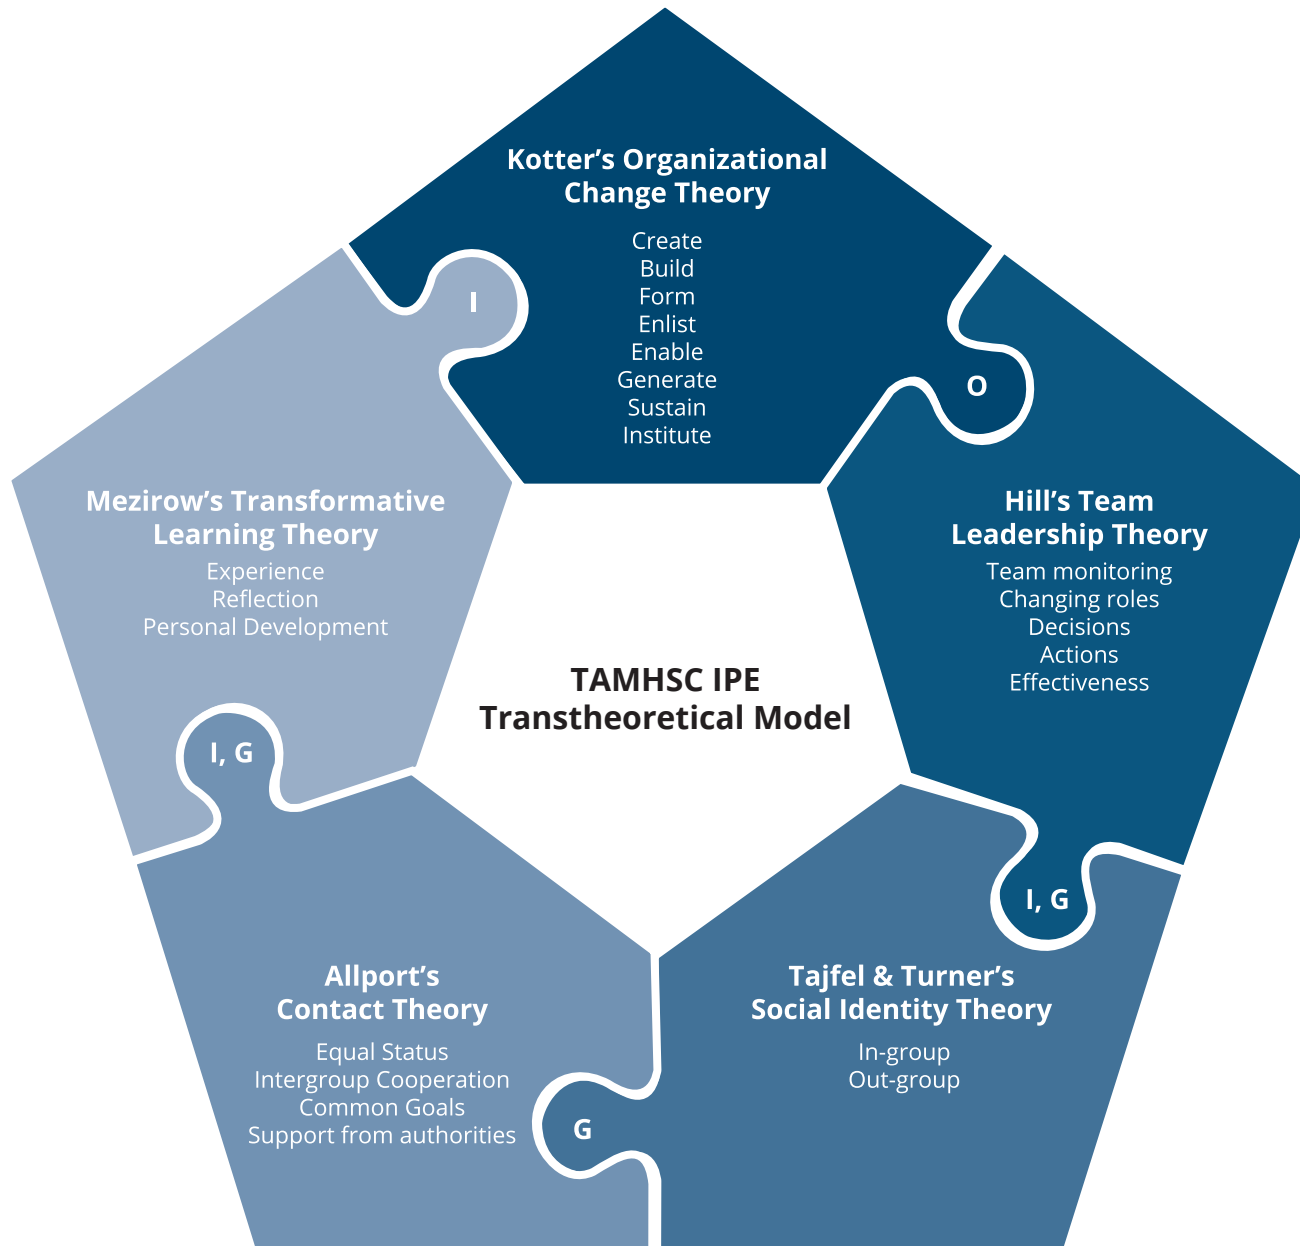 Kotter’s Organizational
Change Theory
Create
Build
Form
Enlist
Enable
Generate
Sustain
Institute
I
O
Mezirow’s Transformative
Learning Theory
Experience
Reflection
Personal Development
Hill’s Team
Leadership Theory
Team monitoring
Changing roles
Decisions
Actions
Effectiveness
TAMHSC IPE
Transtheoretical Model
I, G
I, G
Allport’s
Contact Theory
Equal Status
Intergroup Cooperation
Common Goals
Support from authorities
Tajfel & Turner’s
Social Identity Theory
In-group
Out-group
G